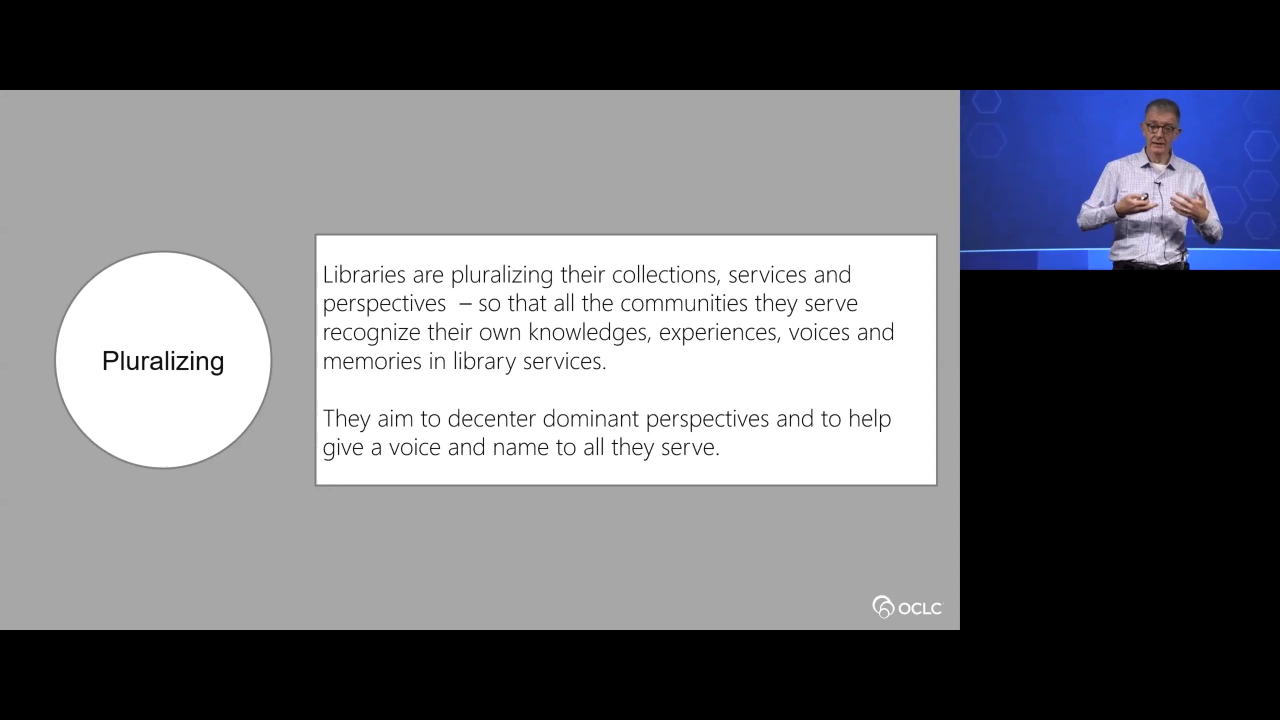 Pluralizing
Libraries are pluralizing their collections, services and
perspectives – so that all the communities they serve
recognize their own knowledges, experiences, voices and
memories in library services.
They aim to decenter dominant perspectives and to help
give a voice and name to all they serve.
OCLC